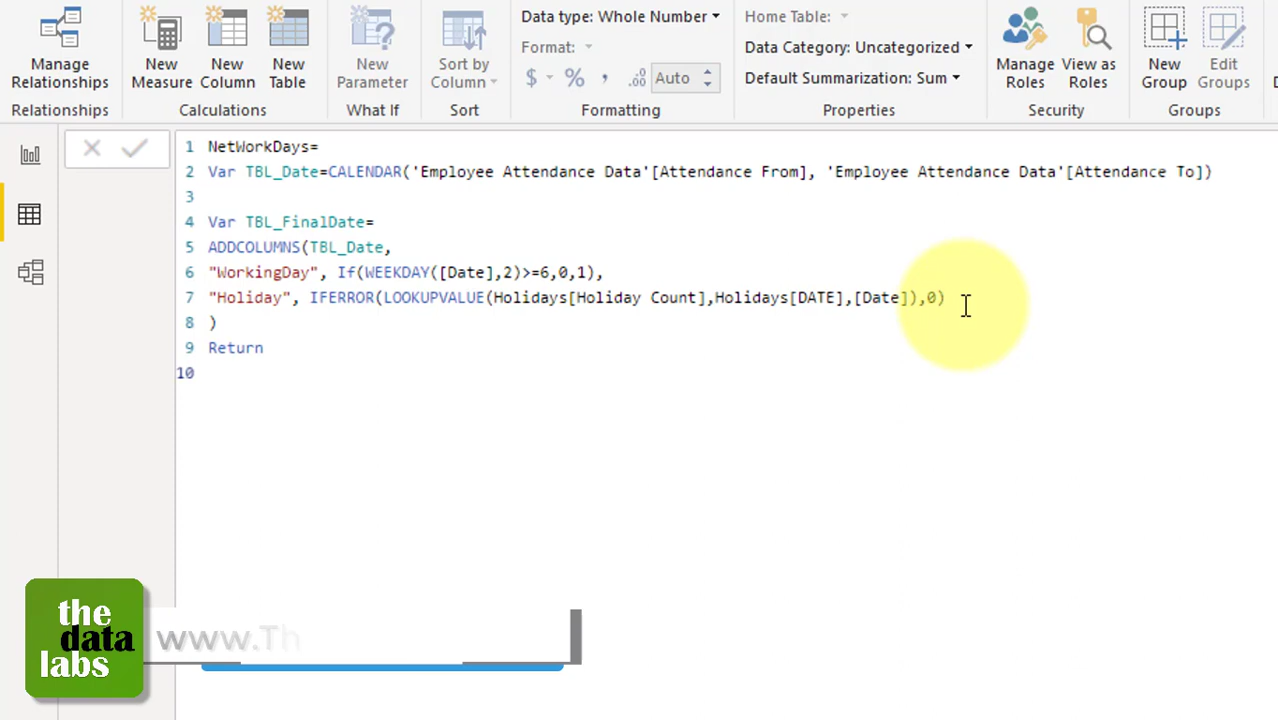 Manage
Relationships
Relationships
New
Measure
New
Column
New
Table
Calculations
New
Parameter
What If
Sort by
Column
Sort
Data type: Whole Number
Format:
$ % , .00 Auto
Formatting
Home Table:
Data Category: Uncategorized
Default Summarization: Sum
Properties
Manage
Roles
View as
Roles
Security
New
Group
Edit
Groups
Groups
1 NetWorkDays=
2 Var TBL_Date=CALENDAR('Employee Attendance Data'[Attendance From], 'Employee Attendance Data'[Attendance To])
3
4 Var TBL_FinalDate=
5 ADDCOLUMNS(TBL_Date,
6 "WorkingDay", If(WEEKDAY([Date],2)>=6,0,1),
7 "Holiday", IFERROR(LOOKUPVALUE(Holidays[Holiday Count],Holidays[DATE],[Date]),0)
8 )
9 Return
10
the
data
labs
www.Th